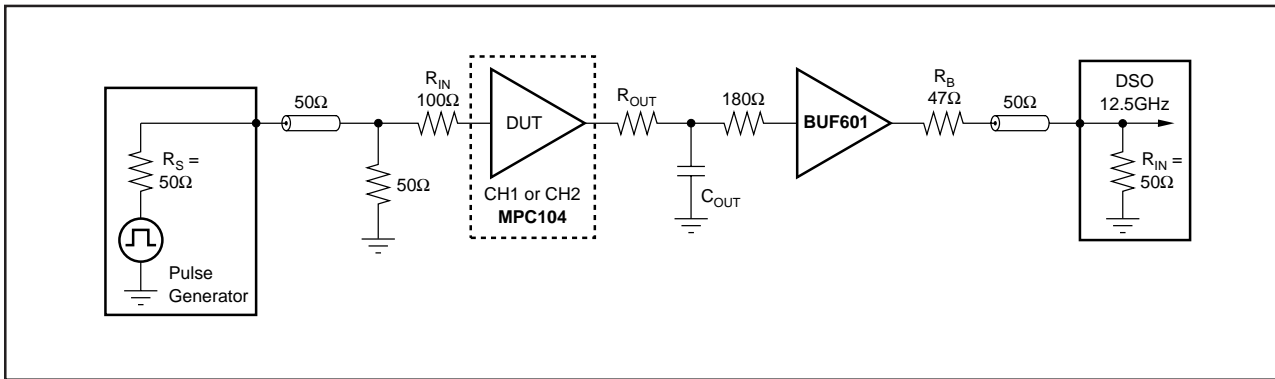 R_S =
50Ω
Pulse
Generator
50Ω
50Ω
R_IN
100Ω
DUT
CH1 or CH2
MPC104
R_OUT
C_OUT
180Ω
BUF601
R_B
47Ω
50Ω
DSO
12.5GHz
R_IN =
50Ω